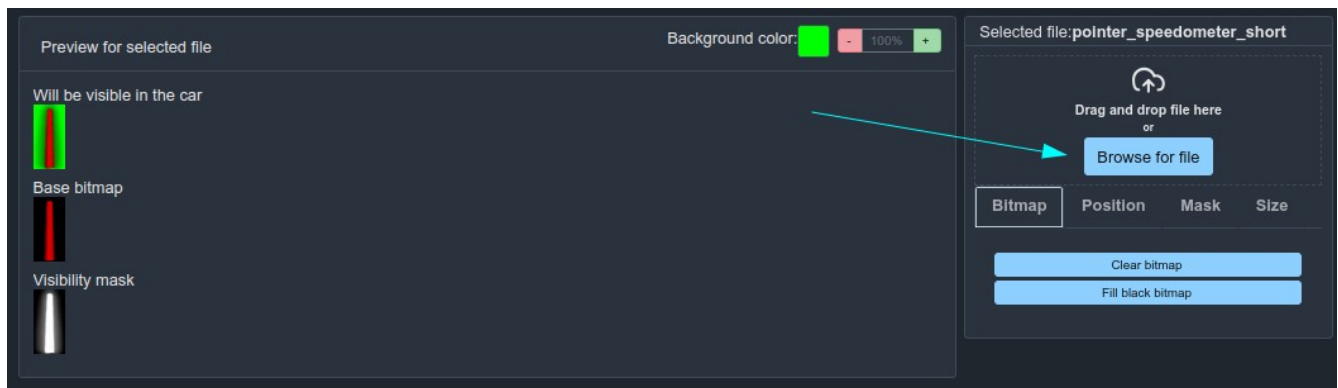 Preview for selected file
Background color:
- 100% +
Will be visible in the car
Base bitmap
Visibility mask
Selected file:pointer_speedometer_short
Drag and drop file here
or
Browse for file
Bitmap Position Mask Size
Clear bitmap
Fill black bitmap